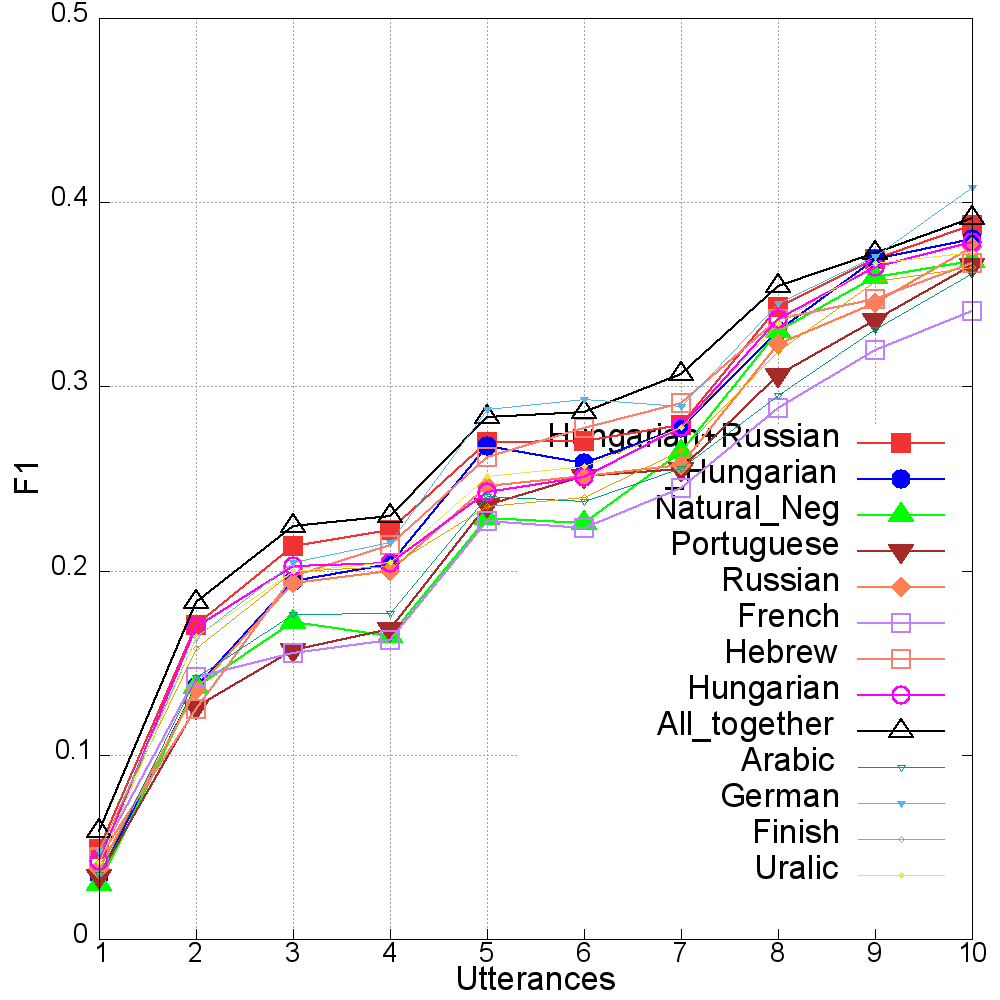 0.5
0.4
0.3
0.2
0.1
0
F1
1 2 3 4 5 6 7 8 9 10
Utterances
Hungarian+Russian
-Hungarian
Natural_Neg
Portuguese
Russian
French
Hebrew
Hungarian
All_together
Arabic
German
Finish
Uralic